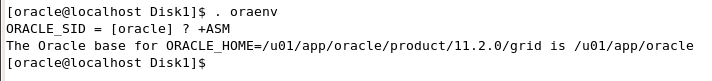 [oracle@localhost Disk1]$ . oraenv
ORACLE_SID = [oracle] ? +ASM
The Oracle base for ORACLE_HOME=/u01/app/oracle/product/11.2.0/grid is /u01/app/oracle
[oracle@localhost Disk1]$